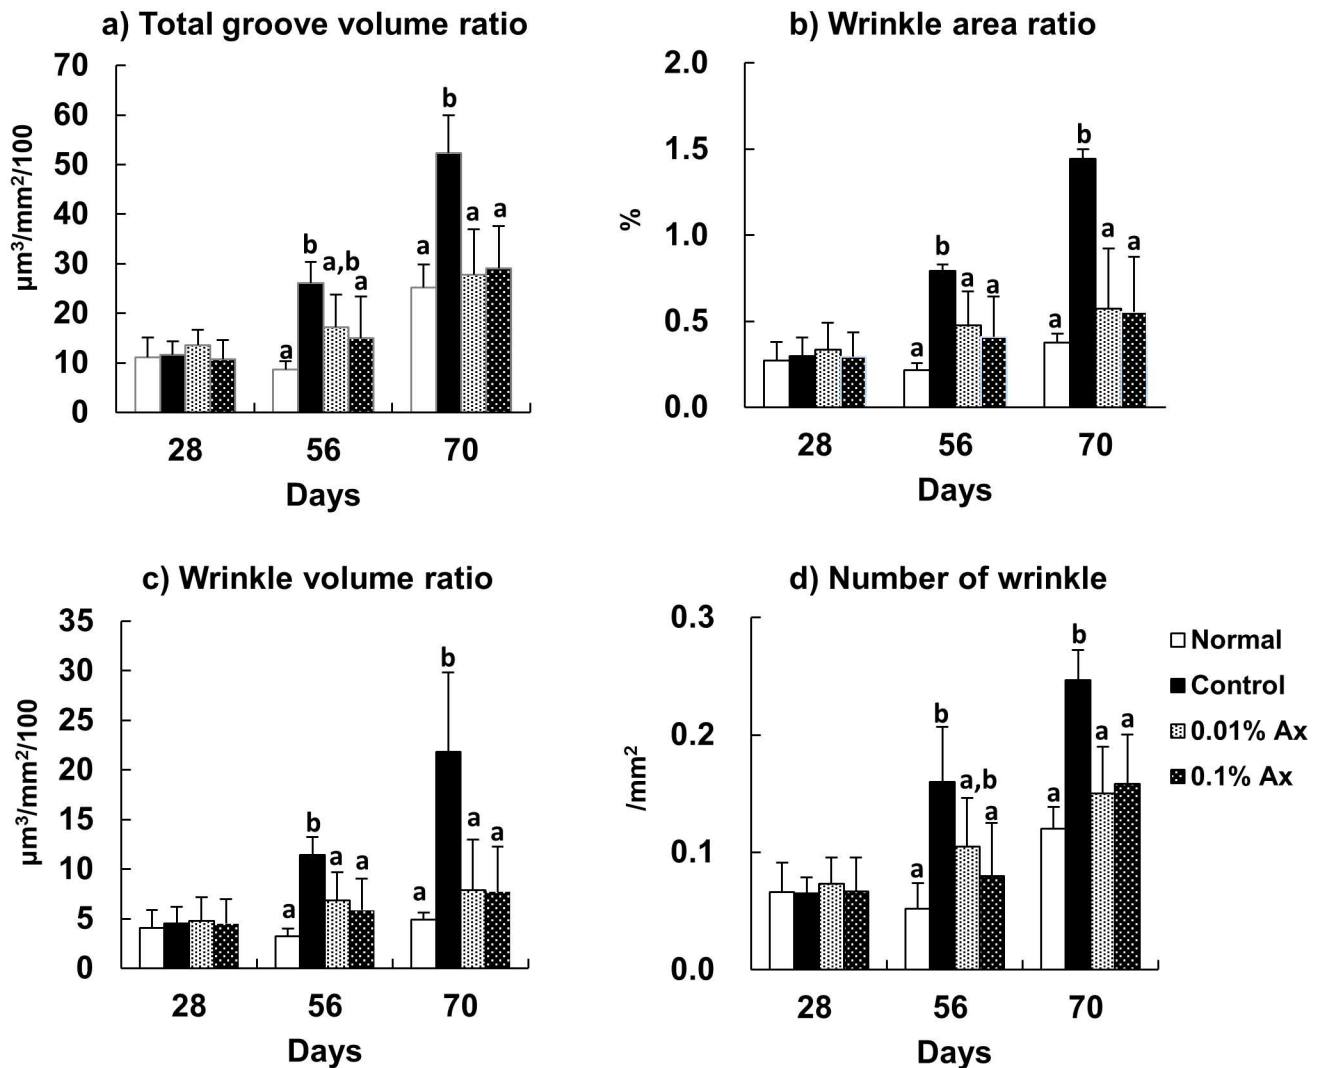 a) Total groove volume ratio
µm³/mm²/100
70
60
50
40
30
20
10
0
a
b
a,b
a
a
b
a
a
28 56 70
Days
b) Wrinkle area ratio
%
2.0
1.5
1.0
0.5
0.0
a
b
a
a
a
b
a
a
28 56 70
Days
c) Wrinkle volume ratio
µm³/mm²/100
35
30
25
20
15
10
5
0
a
b
a
a
a
b
a
a
28 56 70
Days
d) Number of wrinkle
/mm²
0.3
0.2
0.1
0.0
a
b
a,b
a
a
b
a
a
28 56 70
Days
Normal
Control
0.01% Ax
0.1% Ax